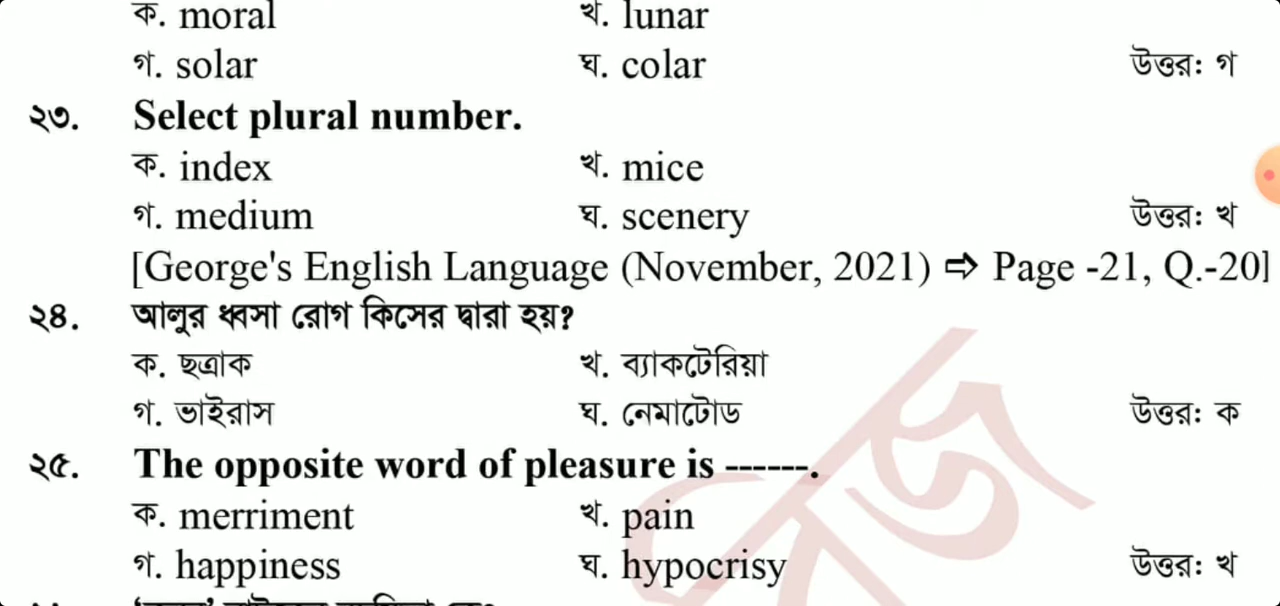 ক. moral খ. lunar
গ. solar ঘ. colar উত্তর: গ
২৩. Select plural number.
ক. index খ. mice
গ. medium ঘ. scenery উত্তর: খ
[George's English Language (November, 2021) ⇨ Page -21, Q.-20]
২৪. আলুর ধ্বসা রোগ কিসের দ্বারা হয়?
ক. ছত্রাক খ. ব্যাকটেরিয়া
গ. ভাইরাস ঘ. নেমাটোড উত্তর: ক
২৫. The opposite word of pleasure is ------.
ক. merriment খ. pain
গ. happiness ঘ. hypocrisy উত্তর: খ